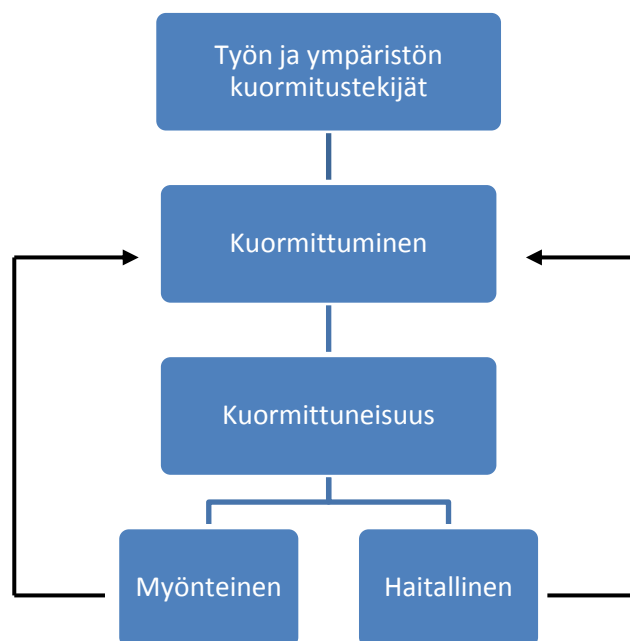 Työn ja ympäristön
kuormitustekijät
Kuormittuminen
Kuormittuneisuus
Myönteinen
Haitallinen